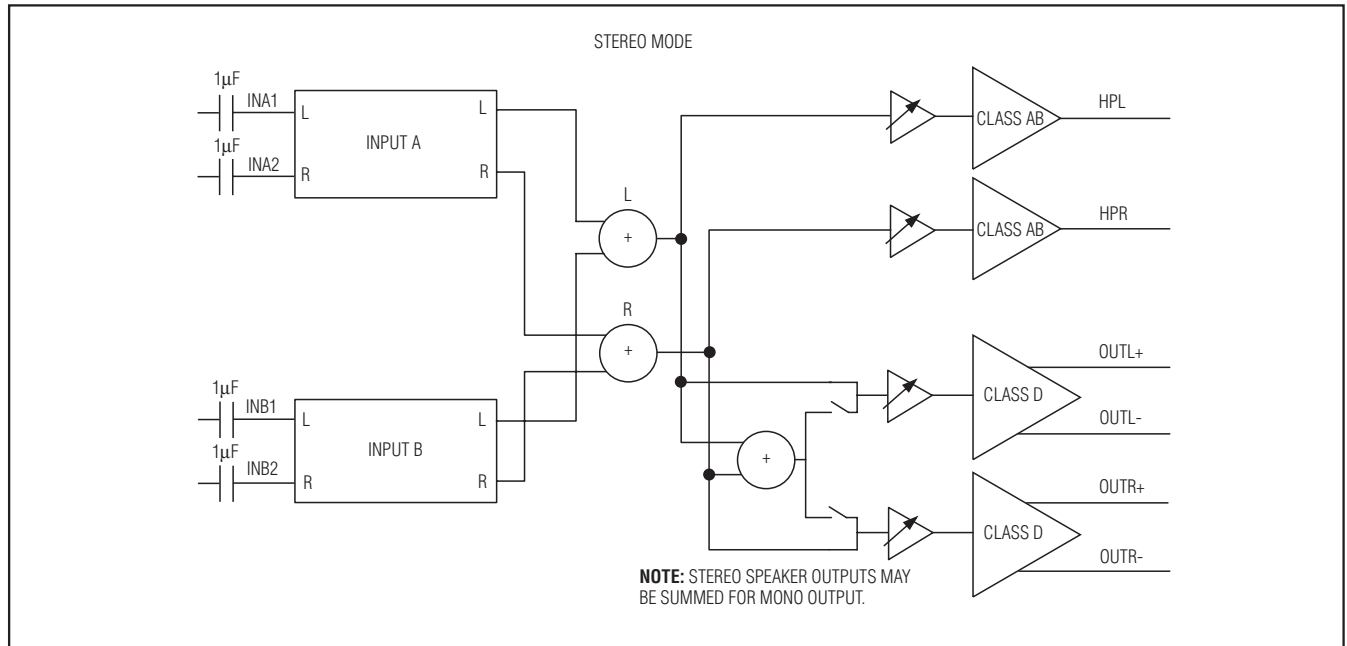 STEREO MODE
1µF
INA1
L
L
1µF
INPUT A
INA2
R
R
1µF
INB1
L
L
1µF
INPUT B
INB2
R
R
L
+
R
+
+
CLASS AB
HPL
CLASS AB
HPR
CLASS D
OUTL+
OUTL-
CLASS D
OUTR+
OUTR-
NOTE: STEREO SPEAKER OUTPUTS MAY
BE SUMMED FOR MONO OUTPUT.